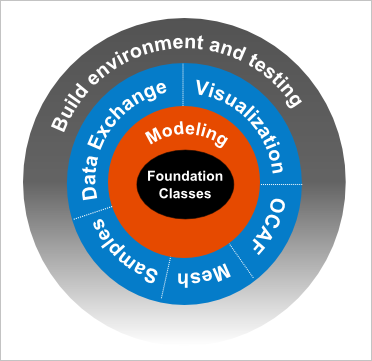 Build environment and testing
Data Exchange
Visualization
Modeling
Foundation
Classes
OCAF
Samples
Mesh